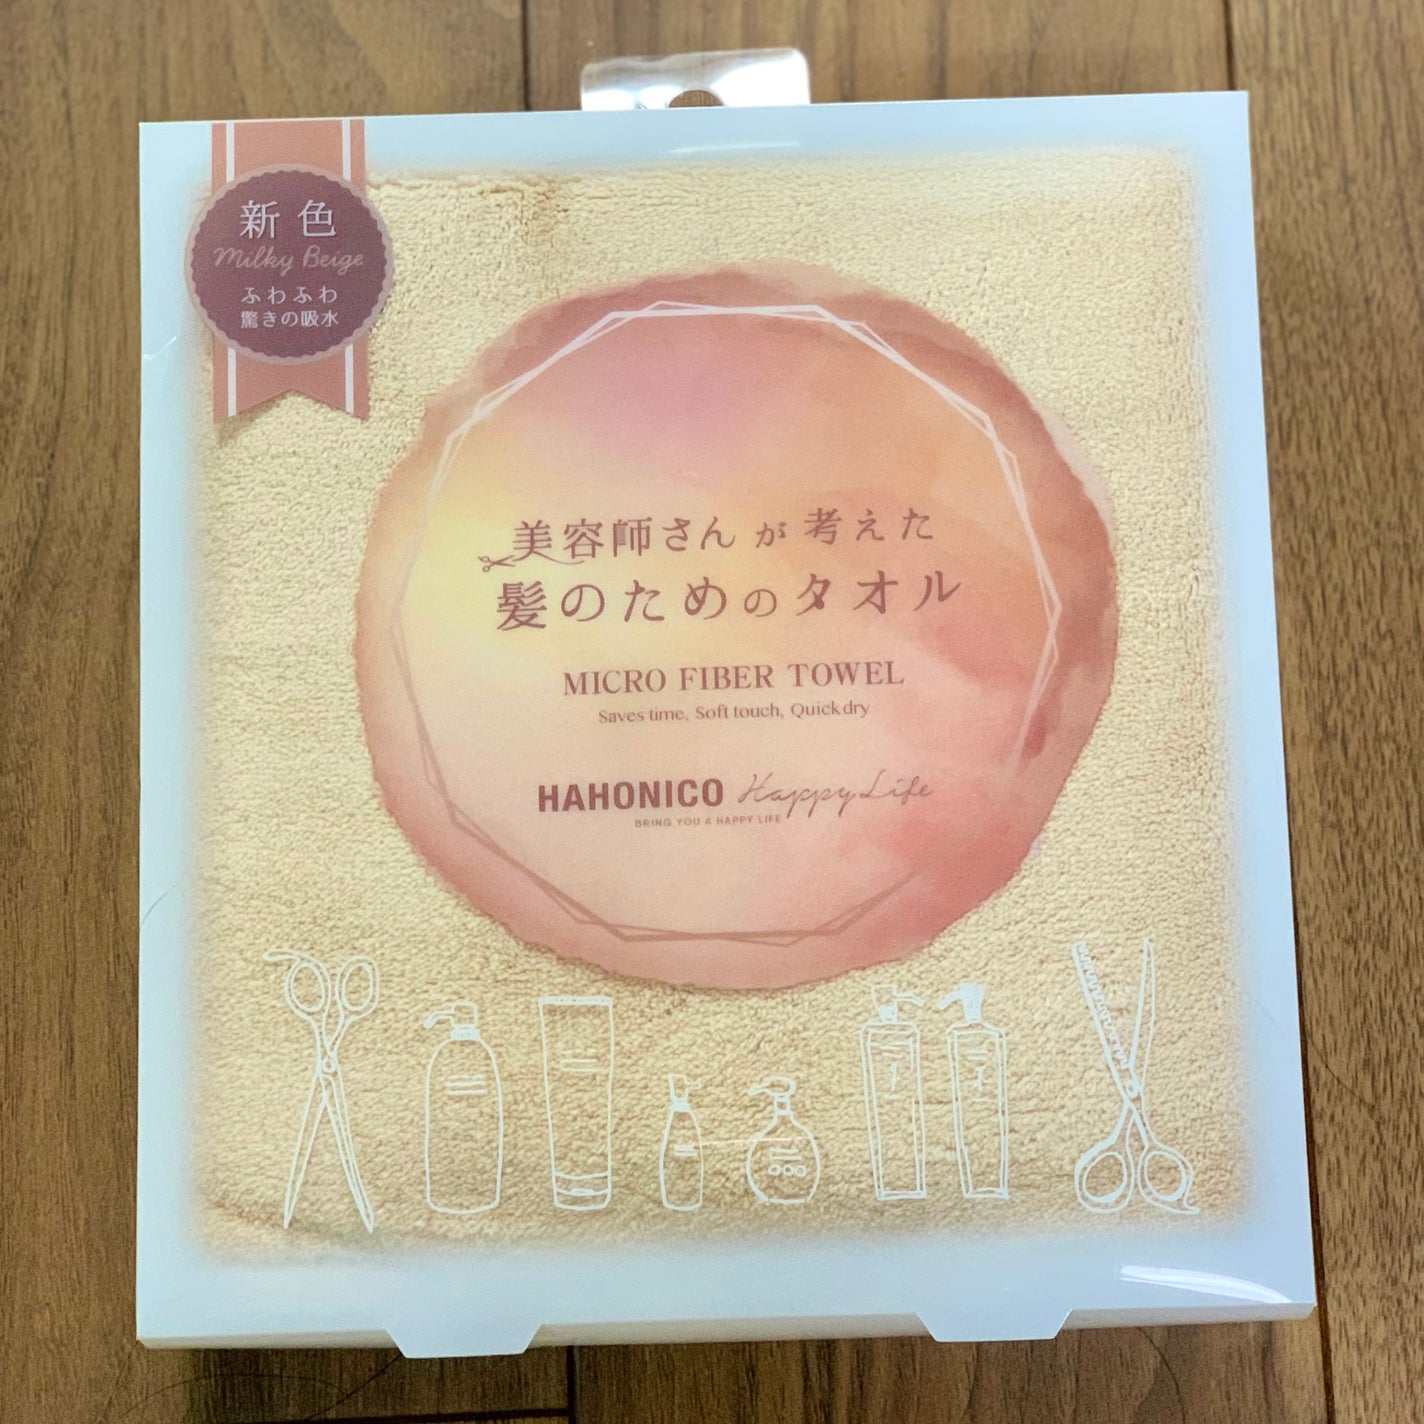 新色
Milky Beige
ふわふわ
驚きの吸水
美容師さんが考えた
髪のためのタオル
MICRO FIBER TOWEL
Saves time, Soft touch, Quick dry
HAHONICO Happy Life
BRING YOU A HAPPY LIFE